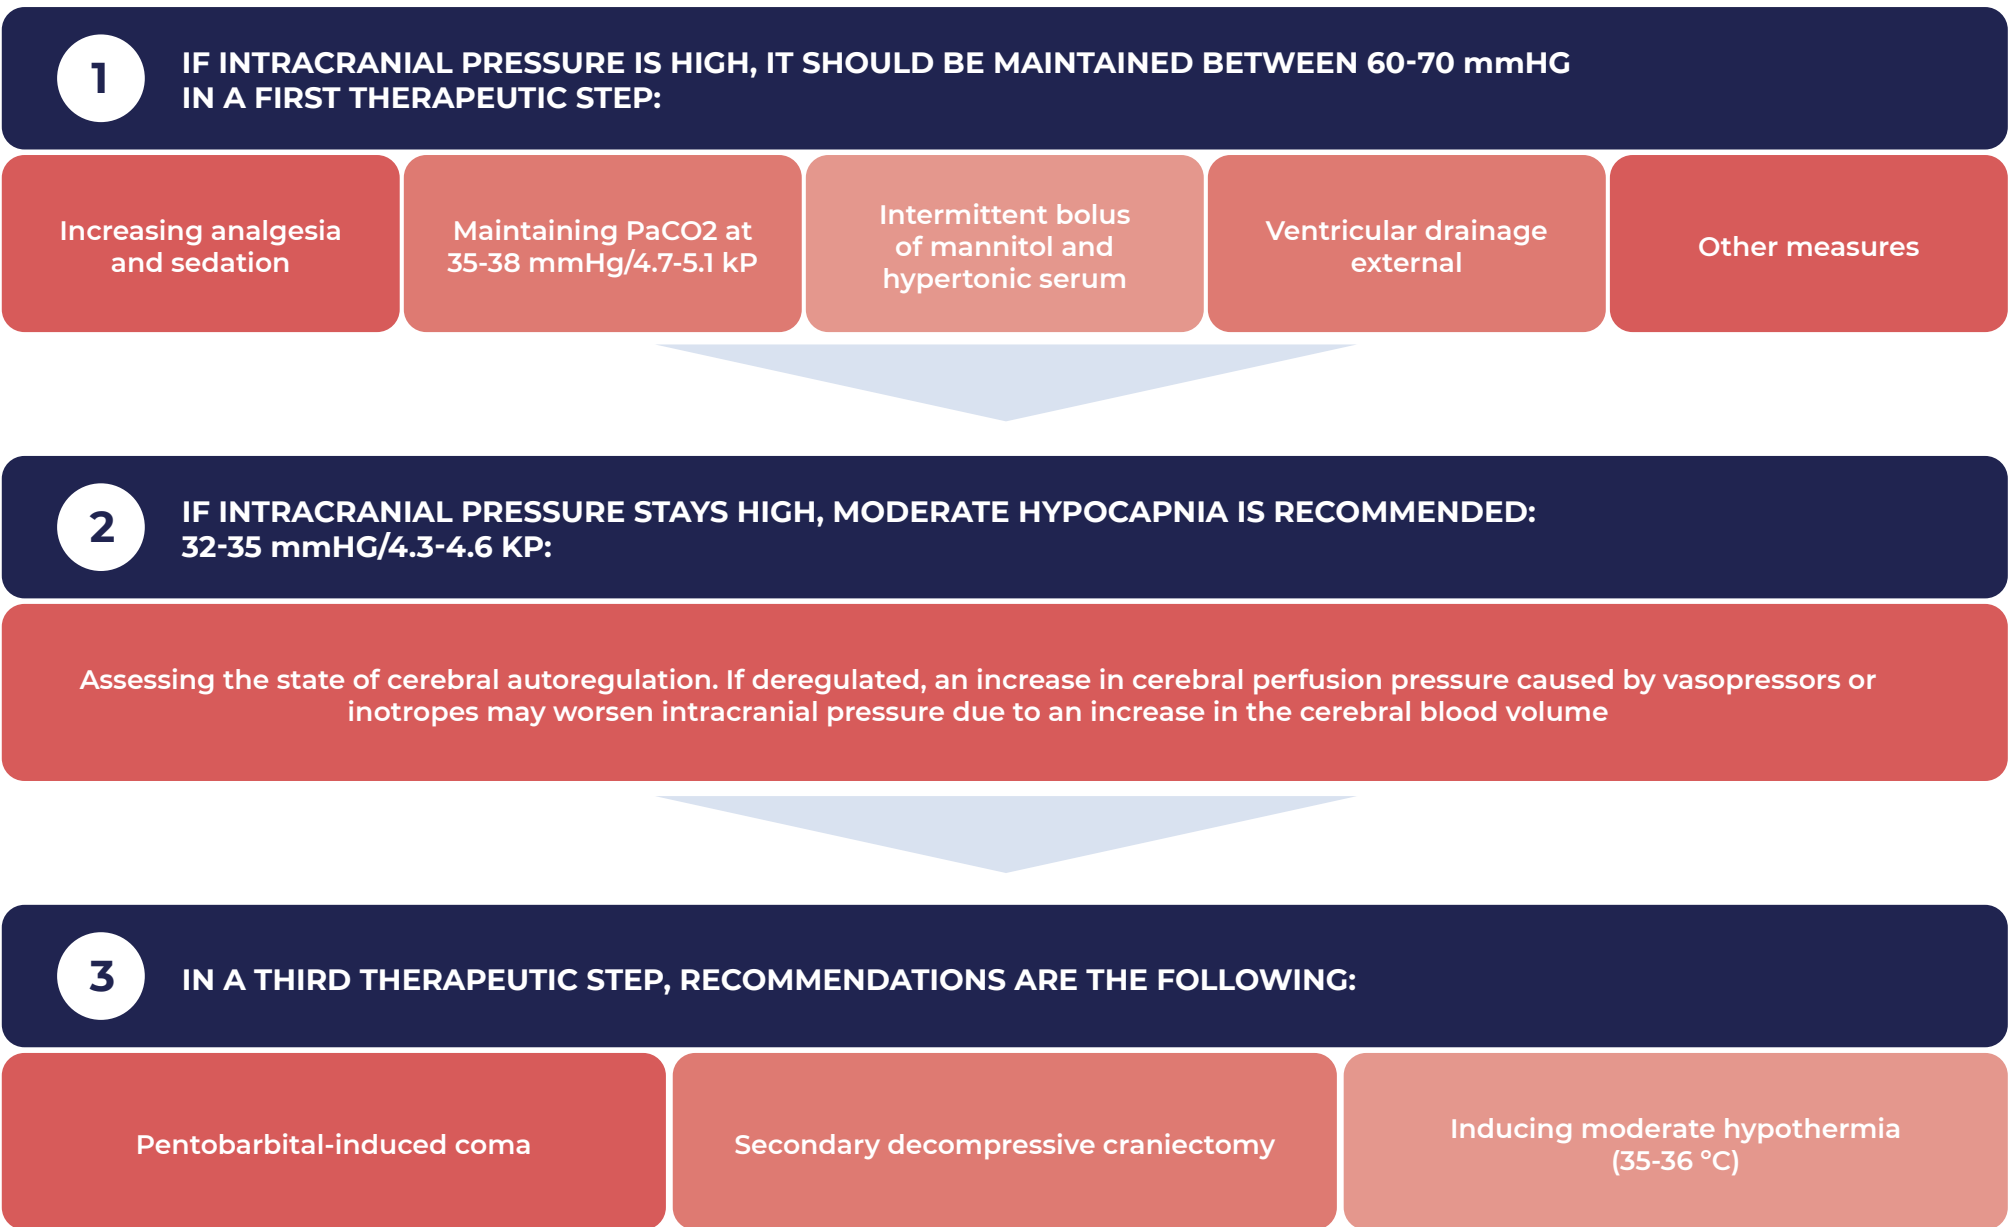 1
IF INTRACRANIAL PRESSURE IS HIGH, IT SHOULD BE MAINTAINED BETWEEN 60-70 mmHG
IN A FIRST THERAPEUTIC STEP:
Increasing analgesia
and sedation
Maintaining PaCO2 at
35-38 mmHg/4.7-5.1 kP
Intermittent bolus
of mannitol and
hypertonic serum
Ventricular drainage
external
Other measures
2
IF INTRACRANIAL PRESSURE STAYS HIGH, MODERATE HYPOCAPNIA IS RECOMMENDED:
32-35 mmHG/4.3-4.6 KP:
Assessing the state of cerebral autoregulation. If deregulated, an increase in cerebral perfusion pressure caused by vasopressors or
inotropes may worsen intracranial pressure due to an increase in the cerebral blood volume
3
IN A THIRD THERAPEUTIC STEP, RECOMMENDATIONS ARE THE FOLLOWING:
Pentobarbital-induced coma
Secondary decompressive craniectomy
Inducing moderate hypothermia
(35-36 °C)